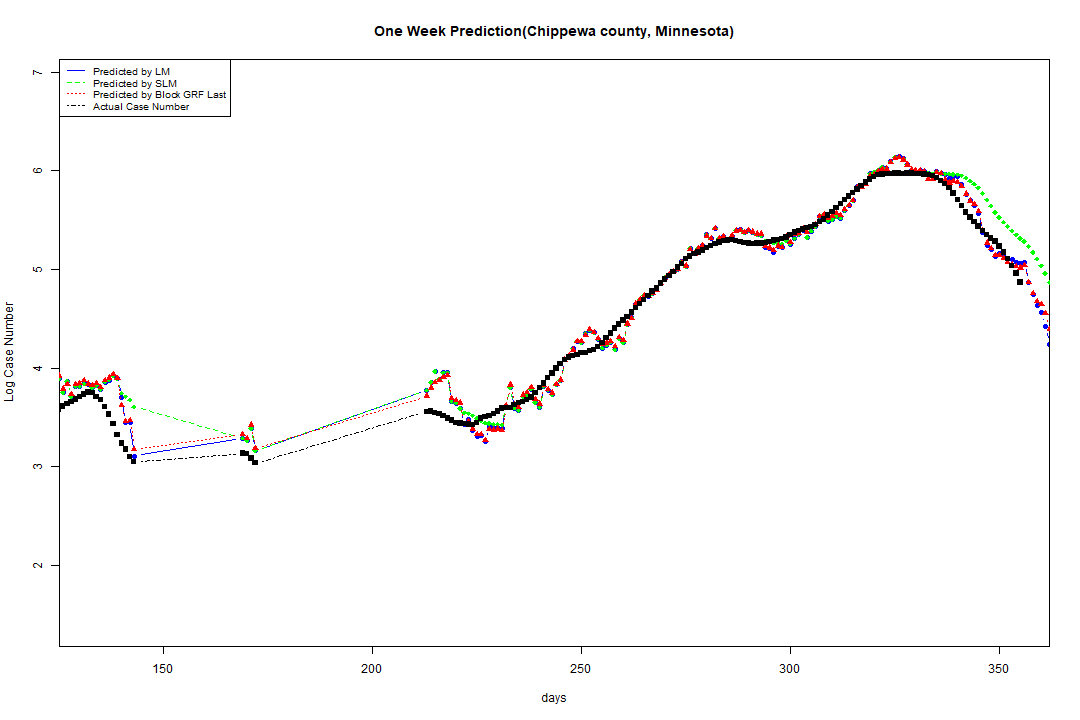 One Week Prediction(Chippewa county, Minnesota)
Predicted by LM
Predicted by SLM
Predicted by Block GRF Last
Actual Case Number
7
6
5
4
3
2
Log Case Number
150 200 250 300 350
days